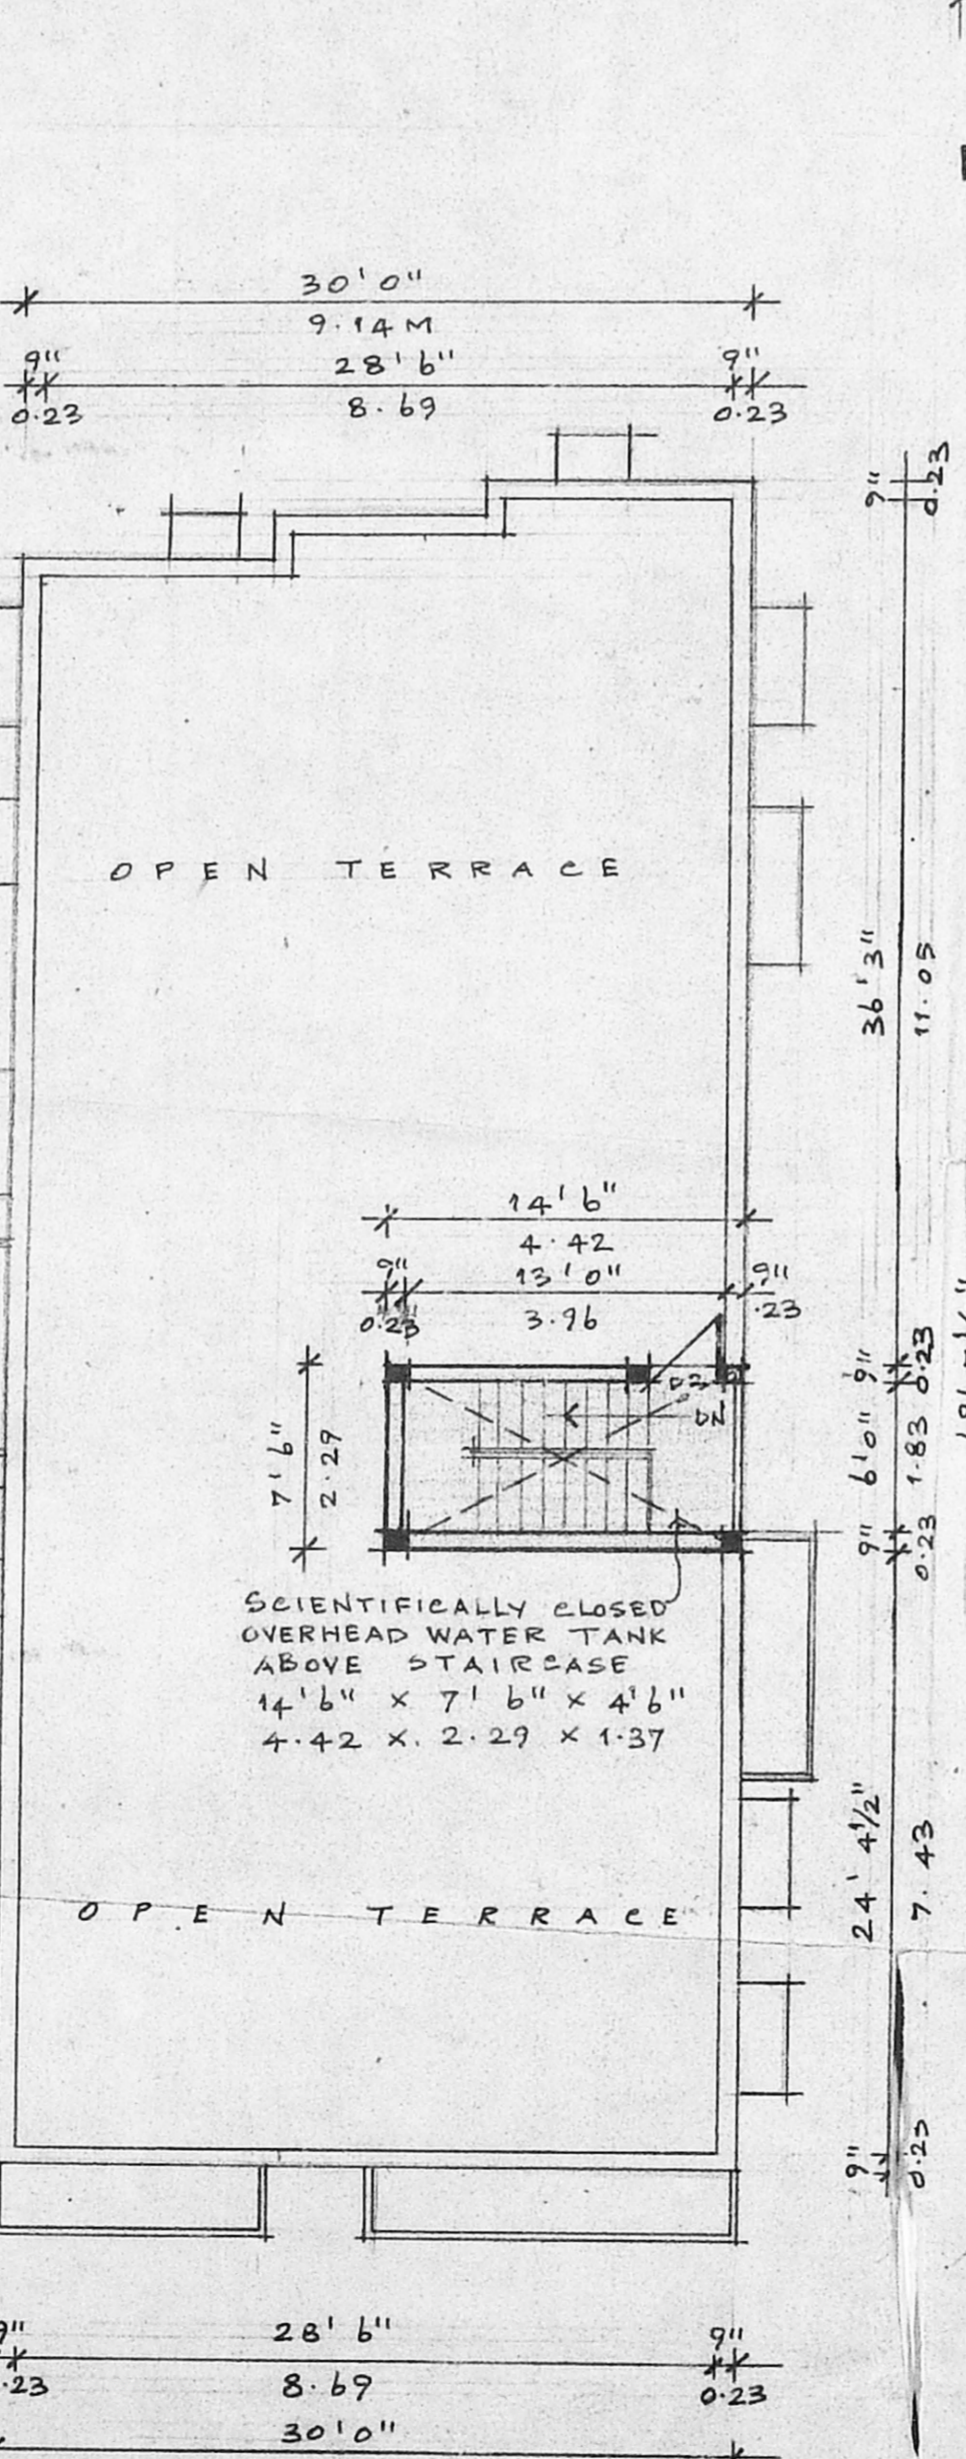 30'0"
9.14 M
9" 28'6" 9"
0.23 8.69 0.23
9"
0.23
OPEN TERRACE
36'3"
11.05
14'6"
4.42
9" 13'0" 9"
0.23 3.96 .23
9"
0.23
DN
7'6"
2.29
6'0"
1.83
9"
0.23
SCIENTIFICALLY CLOSED
OVERHEAD WATER TANK
ABOVE STAIRCASE
14'6" x 7'6" x 4'6"
4.42 x. 2.29 x 1.37
24' 4½"
7.43
OPEN TERRACE
9"
0.23
9" 28'6" 9"
.23 8.69 0.23
30'0"